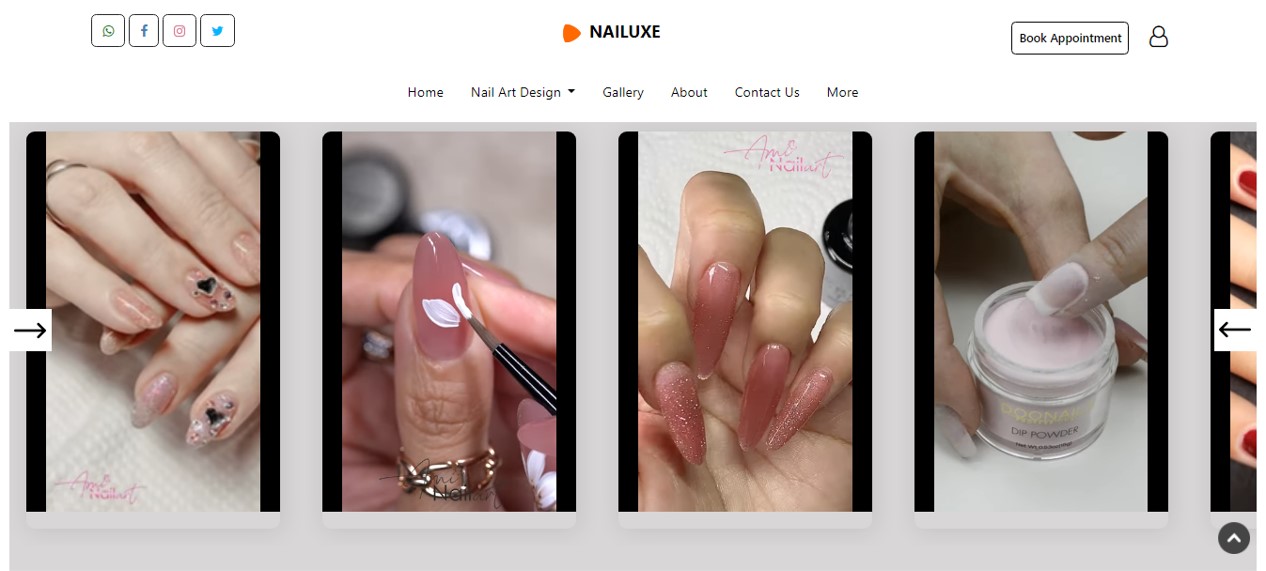 NAILUXE
Book Appointment
Home
Nail Art Design
Gallery
About
Contact Us
More
Ami
Nailart
Ami
Nailart
Ami
Nailart
DIP POWDER